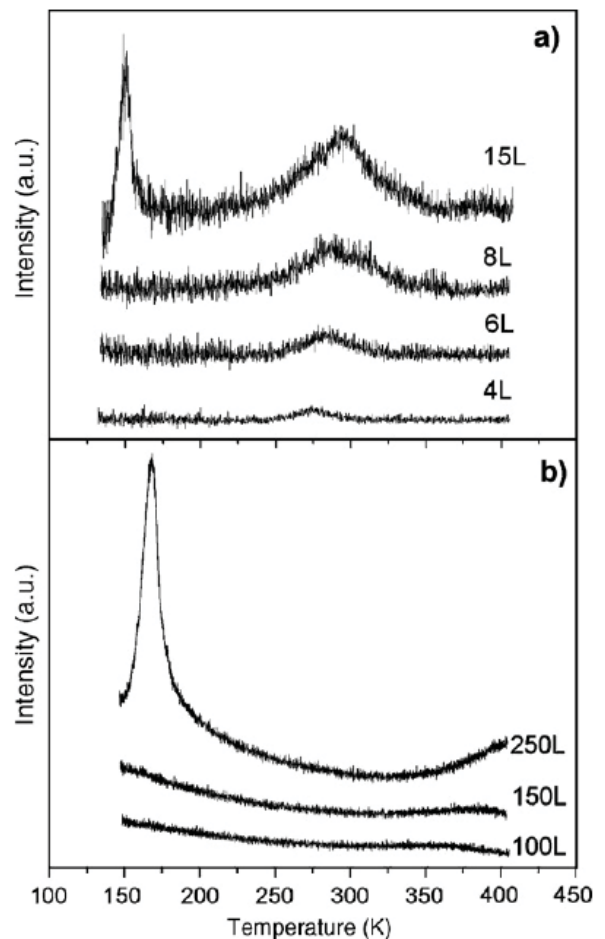 a)
15L
8L
6L
4L
Intensity (a.u.)
b)
250L
150L
100L
Intensity (a.u.)
100 150 200 250 300 350 400 450
Temperature (K)